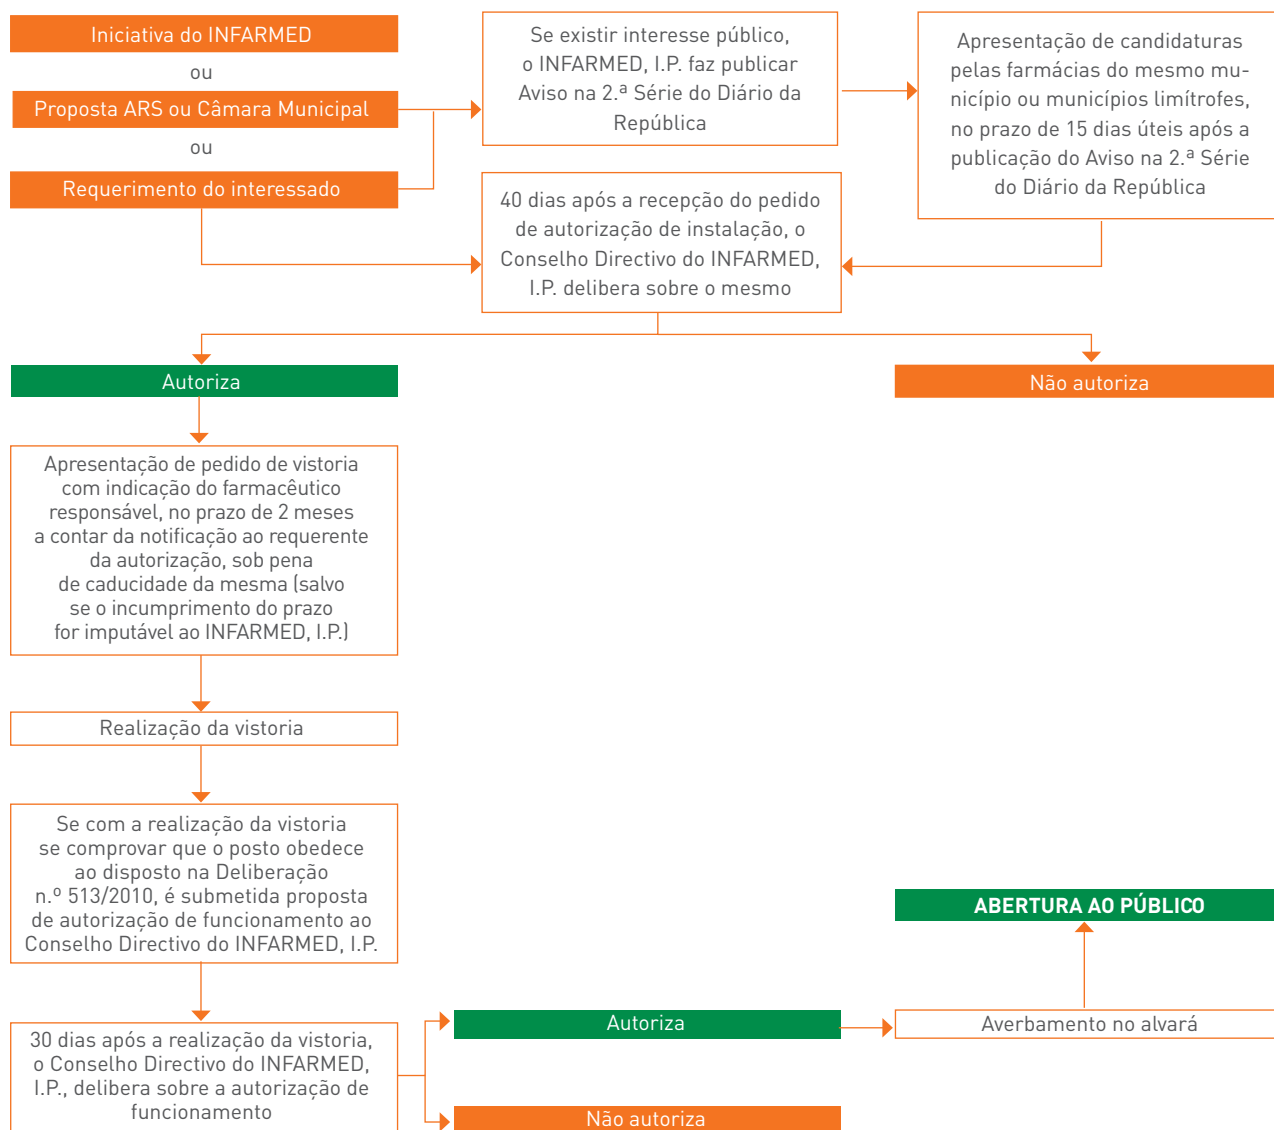 Iniciativa do INFARMED
ou
Proposta ARS ou Câmara Municipal
ou
Requerimento do interessado
Se existir interesse público,
o INFARMED, I.P. faz publicar
Aviso na 2.ª Série do Diário da
República
Apresentação de candidaturas
pelas farmácias do mesmo mu-
nicípio ou municípios limítrofes,
no prazo de 15 dias úteis após a
publicação do Aviso na 2.ª Série
do Diário da República
40 dias após a recepção do pedido
de autorização de instalação, o
Conselho Directivo do INFARMED,
I.P. delibera sobre o mesmo
Autoriza
Não autoriza
Apresentação de pedido de vistoria
com indicação do farmacêutico
responsável, no prazo de 2 meses
a contar da notificação ao requerente
da autorização, sob pena
de caducidade da mesma (salvo
se o incumprimento do prazo
for imputável ao INFARMED, I.P.)
Realização da vistoria
Se com a realização da vistoria
se comprovar que o posto obedece
ao disposto na Deliberação
n.º 513/2010, é submetida proposta
de autorização de funcionamento ao
Conselho Directivo do INFARMED, I.P.
30 dias após a realização da vistoria,
o Conselho Directivo do INFARMED,
I.P., delibera sobre a autorização de
funcionamento
Autoriza
Não autoriza
Averbamento no alvará
ABERTURA AO PÚBLICO